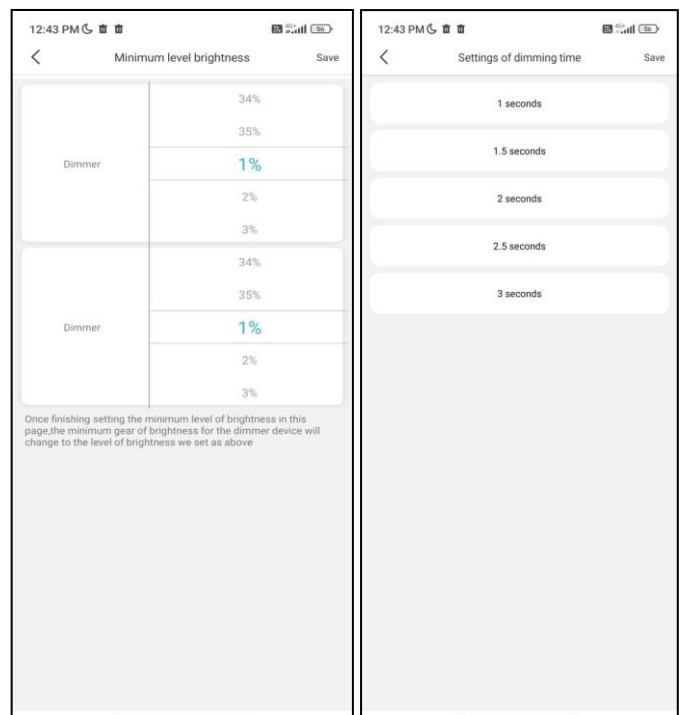 12:43 PM
56
Minimum level brightness
Save
34%
35%
Dimmer
1%
2%
3%
34%
35%
Dimmer
1%
2%
3%
Once finishing setting the minimum level of brightness in this
page,the minimum gear of brightness for the dimmer device will
change to the level of brightness we set as above
12:43 PM
56
Settings of dimming time
Save
1 seconds
1.5 seconds
2 seconds
2.5 seconds
3 seconds